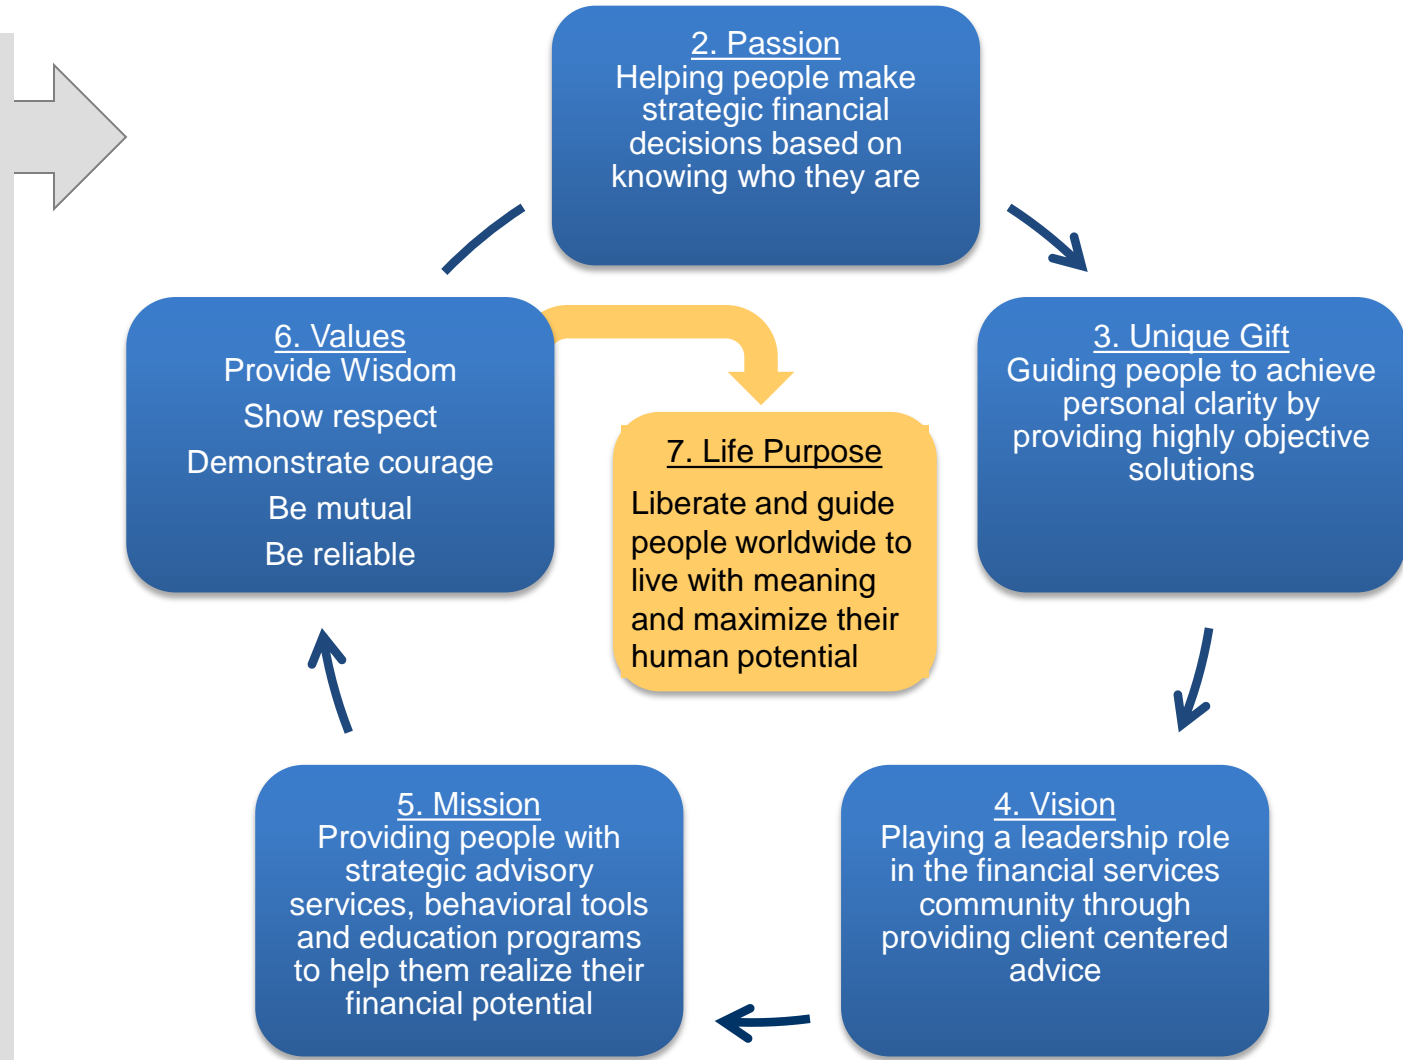 2. Passion
Helping people make
strategic financial
decisions based on
knowing who they are
3. Unique Gift
Guiding people to achieve
personal clarity by
providing highly objective
solutions
4. Vision
Playing a leadership role
in the financial services
community through
providing client centered
advice
5. Mission
Providing people with
strategic advisory
services, behavioral tools
and education programs
to help them realize their
financial potential
6. Values
Provide Wisdom
Show respect
Demonstrate courage
Be mutual
Be reliable
7. Life Purpose
Liberate and guide
people worldwide to
live with meaning
and maximize their
human potential